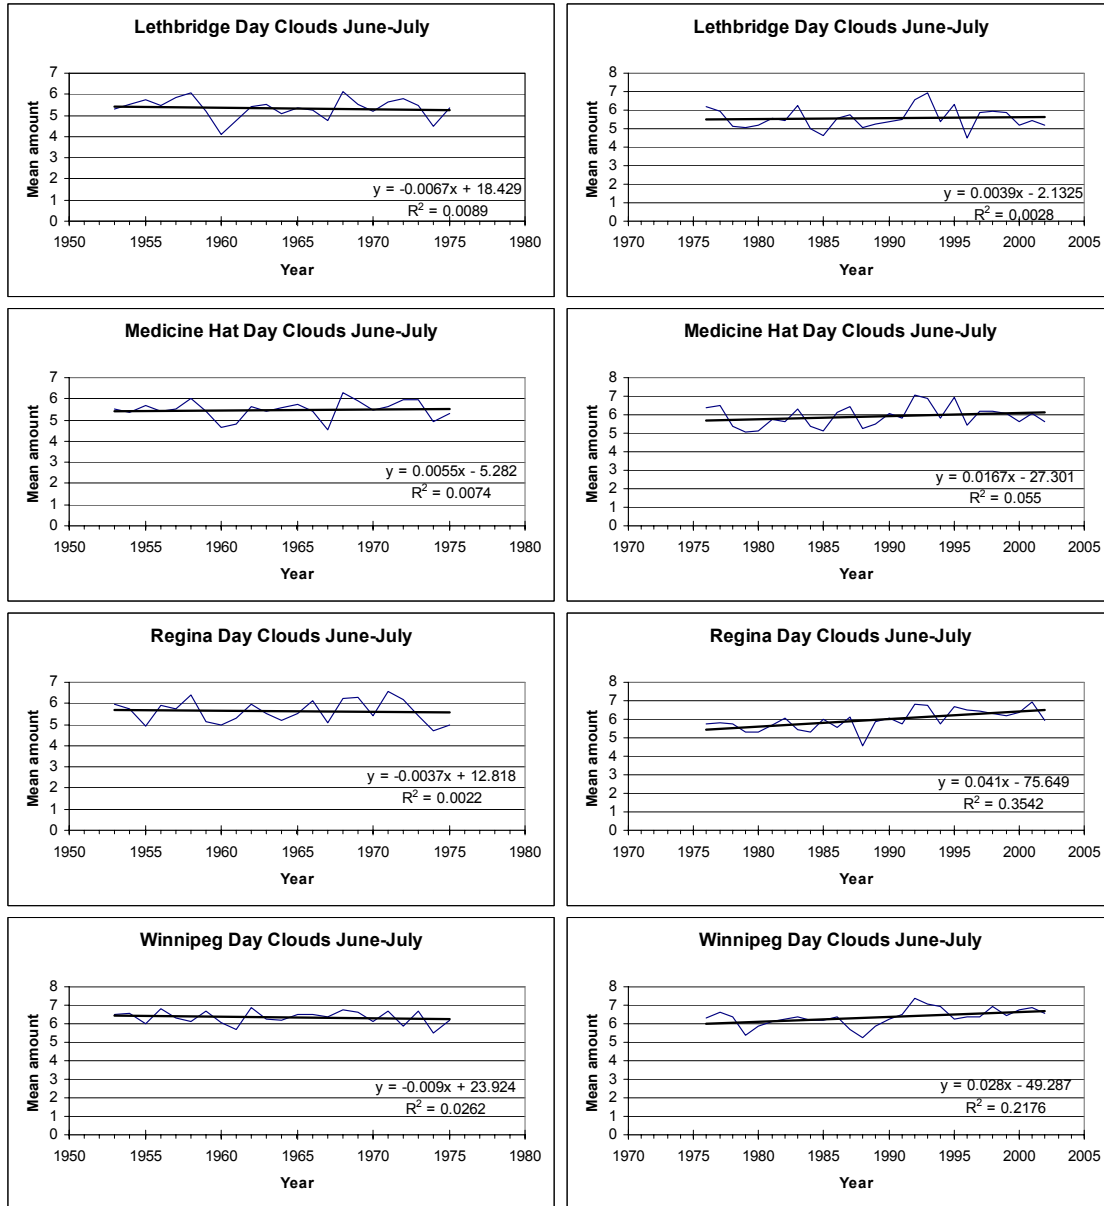 Lethbridge Day Clouds June-July
7
6
5
4
3
2
1
0
Mean amount
y = -0.0067x + 18.429
R² = 0.0089
1950 1955 1960 1965 1970 1975 1980
Year
Lethbridge Day Clouds June-July
8
7
6
5
4
3
2
1
0
Mean amount
y = 0.0039x - 2.1325
R² = 0.0028
1970 1975 1980 1985 1990 1995 2000 2005
Year
Medicine Hat Day Clouds June-July
7
6
5
4
3
2
1
0
Mean amount
y = 0.0055x - 5.282
R² = 0.0074
1950 1955 1960 1965 1970 1975 1980
Year
Medicine Hat Day Clouds June-July
8
7
6
5
4
3
2
1
0
Mean amount
y = 0.0167x - 27.301
R² = 0.055
1970 1975 1980 1985 1990 1995 2000 2005
Year
Regina Day Clouds June-July
7
6
5
4
3
2
1
0
Mean amount
y = -0.0037x + 12.818
R² = 0.0022
1950 1955 1960 1965 1970 1975 1980
Year
Regina Day Clouds June-July
8
7
6
5
4
3
2
1
0
Mean amount
y = 0.041x - 75.649
R² = 0.3542
1970 1975 1980 1985 1990 1995 2000 2005
Year
Winnipeg Day Clouds June-July
8
7
6
5
4
3
2
1
0
Mean amount
y = -0.009x + 23.924
R² = 0.0262
1950 1955 1960 1965 1970 1975 1980
Year
Winnipeg Day Clouds June-July
8
7
6
5
4
3
2
1
0
Mean amount
y = 0.028x - 49.287
R² = 0.2176
1970 1975 1980 1985 1990 1995 2000 2005
Year